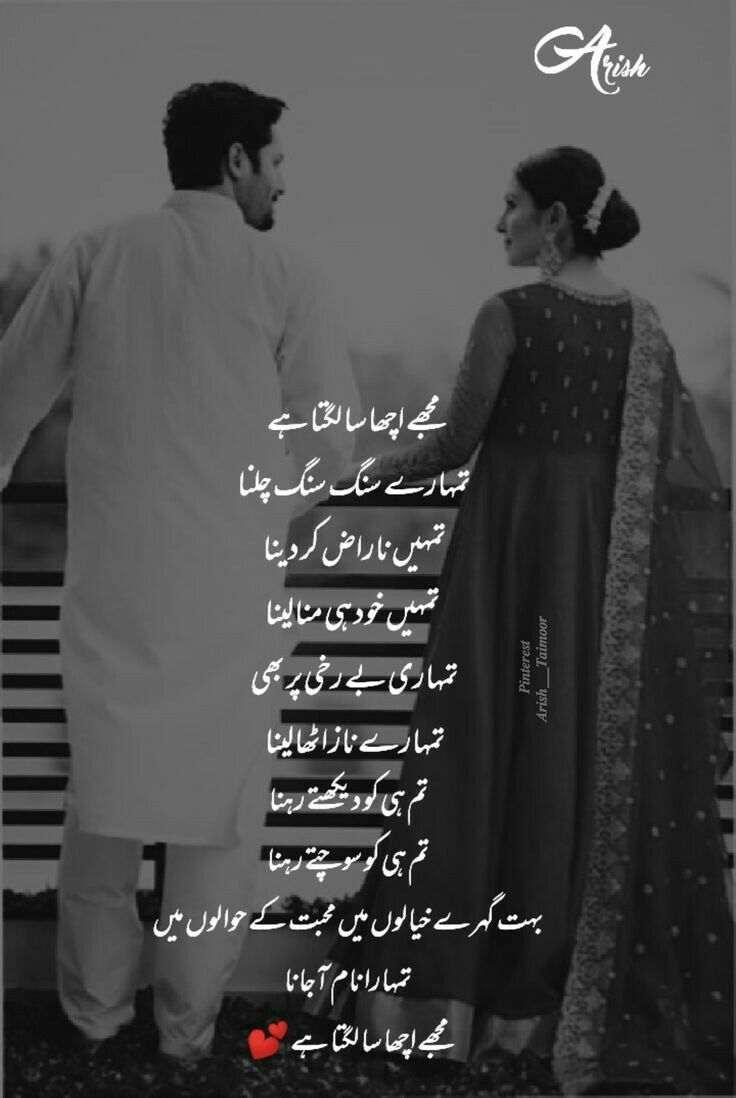 Arish
مجھے اچھا سا لگتا ہے
تمہارے سنگ سنگ چلنا
تمہیں ناراض کر دینا
تمہیں خود ہی منا لینا
تمہاری بے رخی پر بھی
تمہارے ناز اٹھا لینا
تم ہی کو دیکھتے رہنا
تم ہی کو سوچتے رہنا
بہت گہرے خیالوں میں محبت کے حوالوں میں
تمہارا نام آجانا
مجھے اچھا سا لگتا ہے 💕
Pinterest
Arish__Taimoor